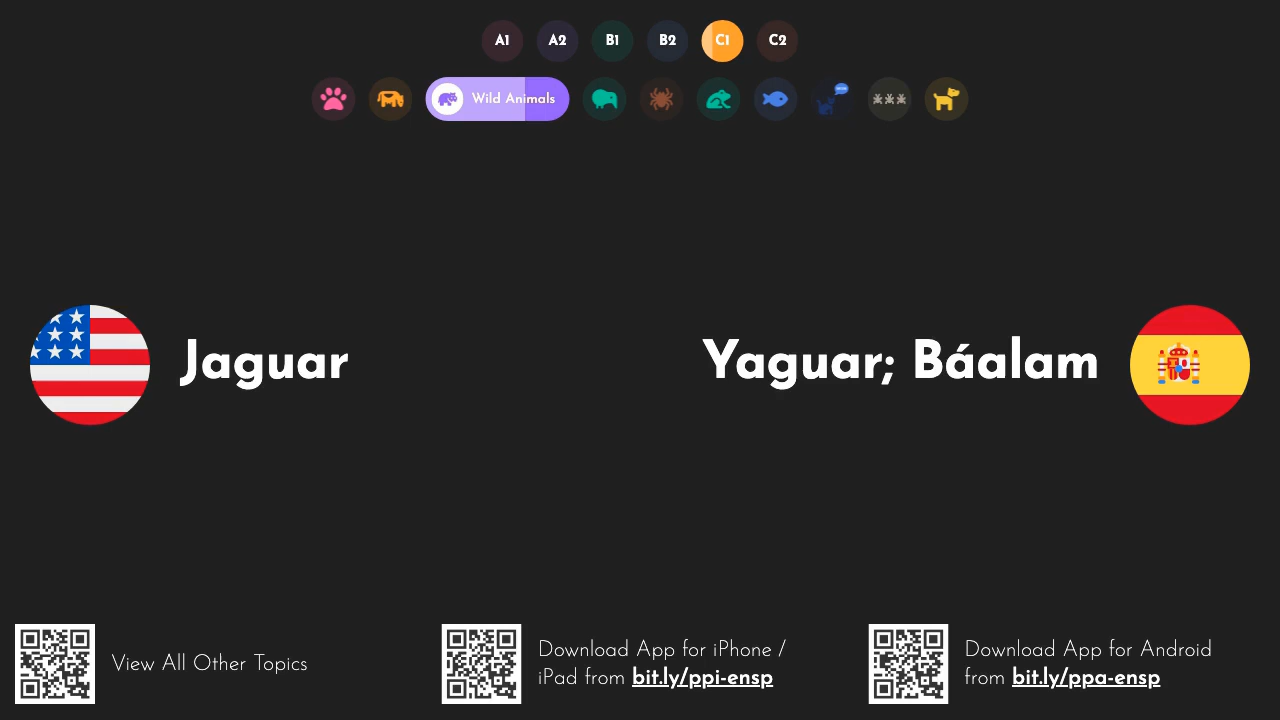 A1 A2 B1 B2 C1 C2
Wild Animals
Jaguar
Yaguar; Báalam
View All Other Topics
Download App for iPhone /
iPad from bit.ly/ppi-ensp
Download App for Android
from bit.ly/ppa-ensp